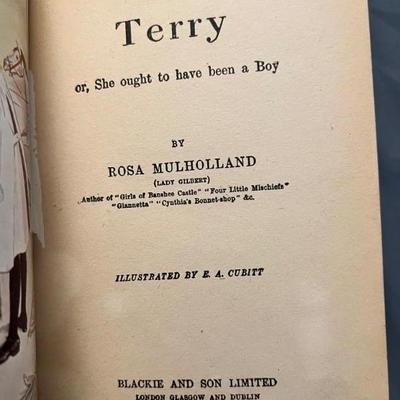 Terry
or, She ought to have been a Boy
BY
ROSA MULHOLLAND
(LADY GILBERT)
Author of "Girls of Banshee Castle" "Four Little Mischiefs"
"Giannetta" "Cynthia's Bonnet-shop" &c.
ILLUSTRATED BY E. A. CUBITT
BLACKIE AND SON LIMITED
LONDON GLASGOW AND DUBLIN